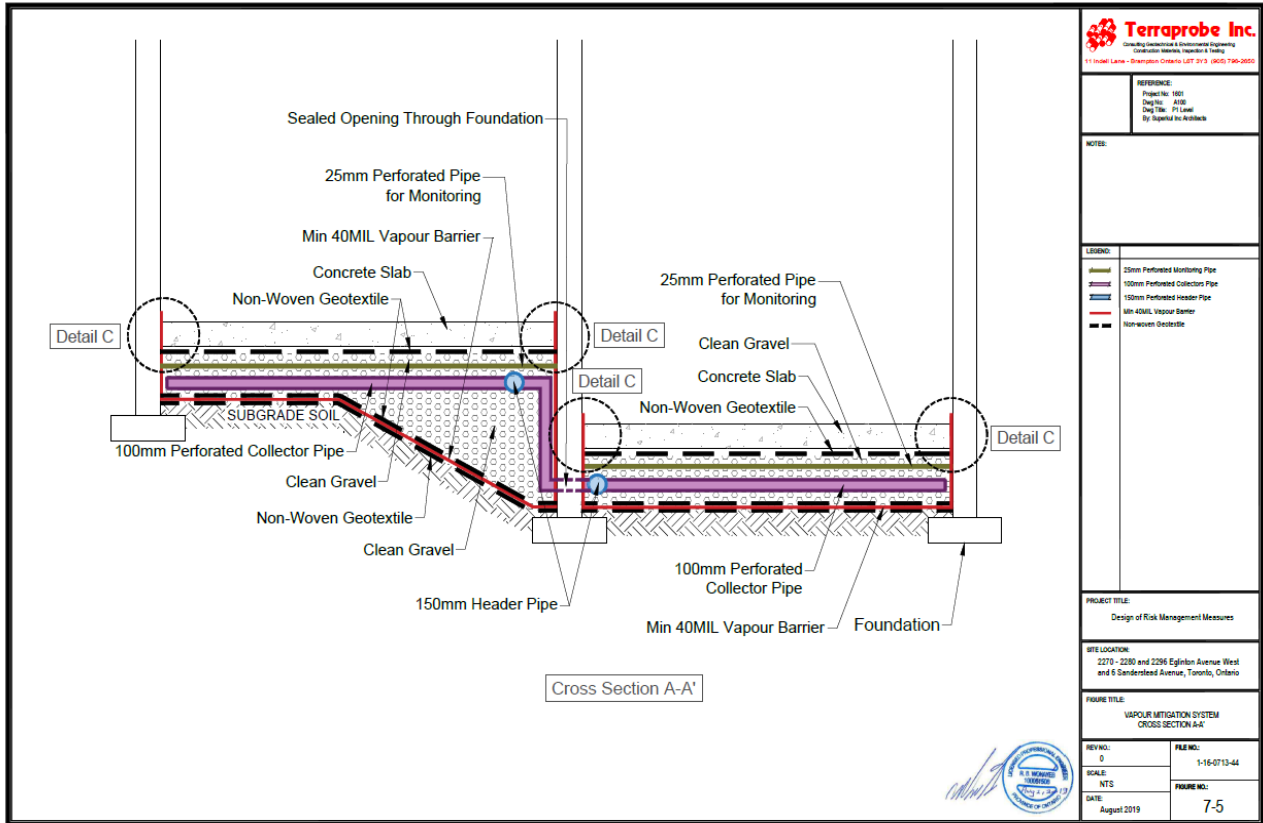 Sealed Opening Through Foundation
25mm Perforated Pipe
for Monitoring
Min 40MIL Vapour Barrier
Concrete Slab
Non-Woven Geotextile
Detail C
Detail C
Detail C
Detail C
25mm Perforated Pipe
for Monitoring
Clean Gravel
Concrete Slab
Non-Woven Geotextile
SUBGRADE SOIL
100mm Perforated Collector Pipe
Clean Gravel
Non-Woven Geotextile
Clean Gravel
150mm Header Pipe
100mm Perforated
Collector Pipe
Min 40MIL Vapour Barrier
Foundation
Cross Section A-A'
Terraprobe Inc.
Consulting Geotechnical & Environmental Engineering
Construction Materials, Inspection & Testing
11 Indell Lane - Brampton Ontario L6T 3Y3 (905) 796-2650
REFERENCE:
Project No: 1601
Dwg No: A100
Dwg Title: P1 Level
By: Superkul Inc Architects
NOTES:
LEGEND:
25mm Perforated Monitoring Pipe
100mm Perforated Collectors Pipe
150mm Perforated Header Pipe
Min 40MIL Vapour Barrier
Non-woven Geotextile
PROJECT TITLE:
Design of Risk Management Measures
SITE LOCATION:
2270 - 2280 and 2296 Eglinton Avenue West
and 6 Sanderstead Avenue, Toronto, Ontario
FIGURE TITLE:
VAPOUR MITIGATION SYSTEM
CROSS SECTION A-A'
REV NO.:
0
FILE NO.:
1-16-0713-44
SCALE:
NTS
DATE:
August 2019
FIGURE NO.:
7-5
LICENSED PROFESSIONAL ENGINEER
PROVINCE OF ONTARIO